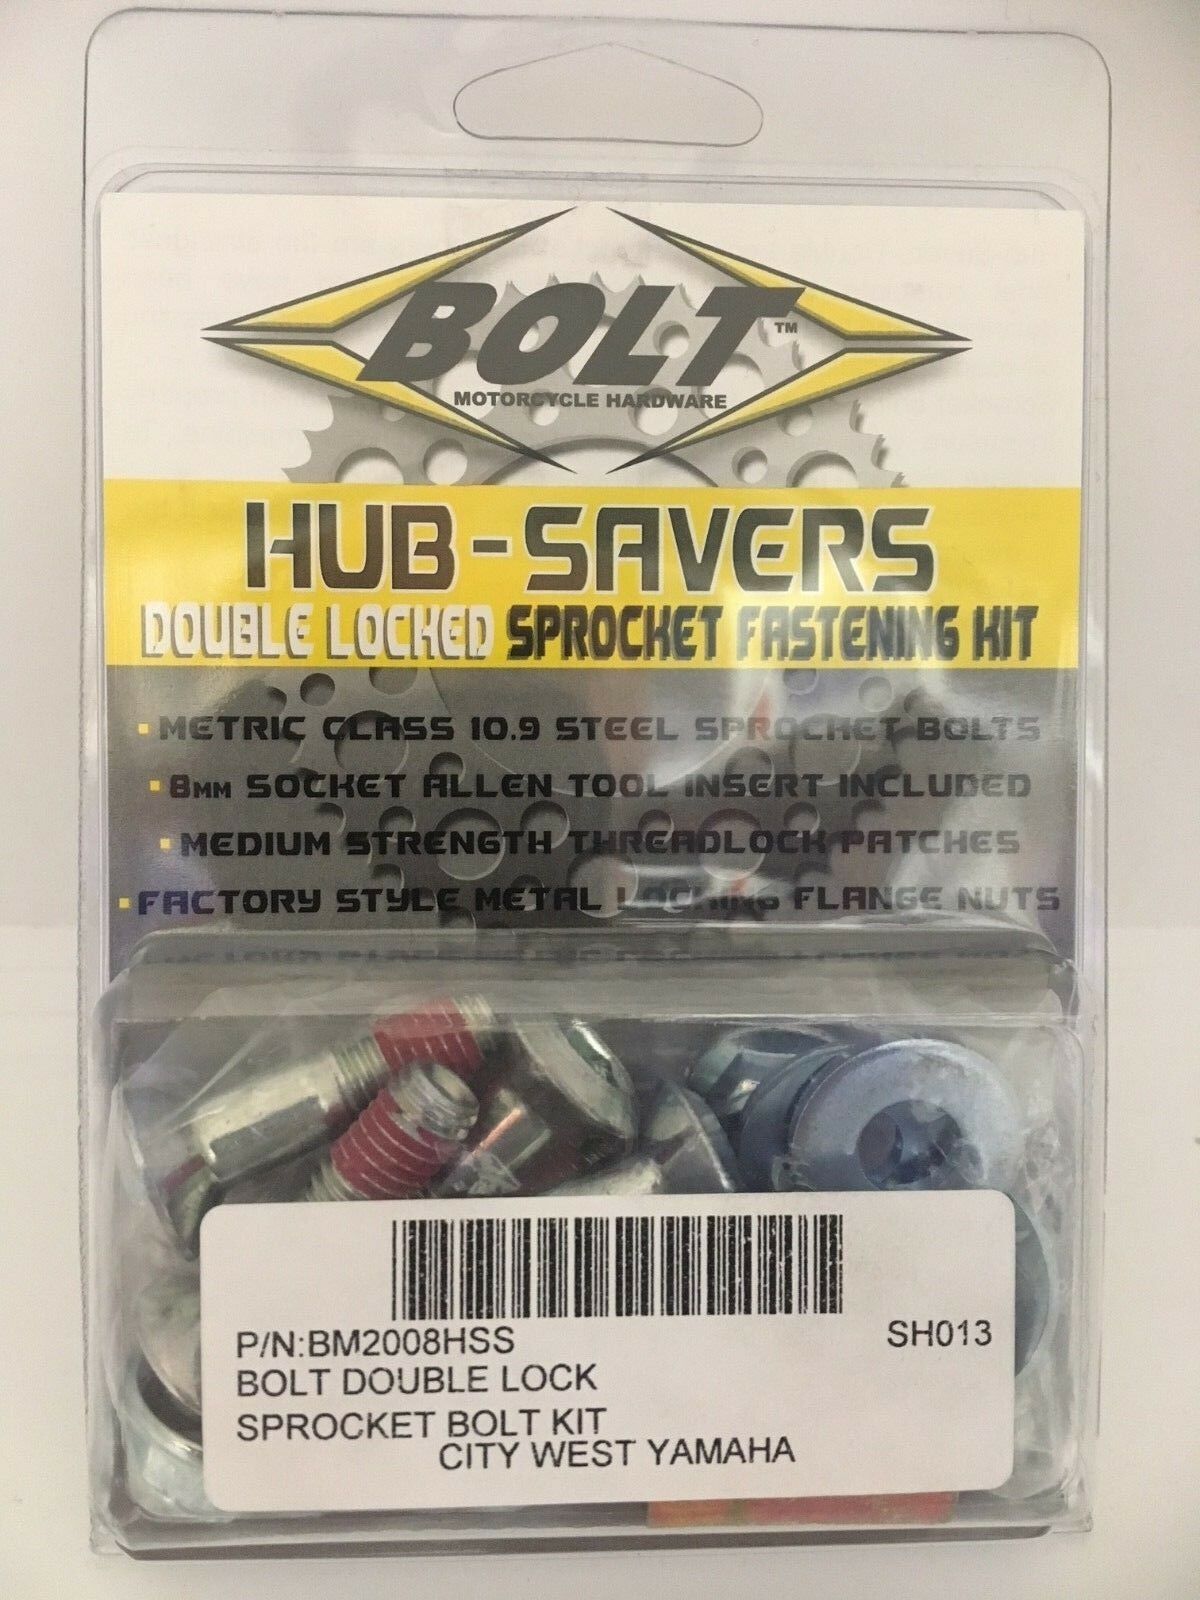 BOLT™
MOTORCYCLE HARDWARE
HUB-SAVERS
DOUBLE LOCKED SPROCKET FASTENING KIT
▪ METRIC CLASS 10.9 STEEL SPROCKET BOLTS
▪ 8MM SOCKET ALLEN TOOL INSERT INCLUDED
▪ MEDIUM STRENGTH THREADLOCK PATCHES
▪ FACTORY STYLE METAL LOCKING FLANGE NUTS
P/N:BM2008HSS SH013
BOLT DOUBLE LOCK
SPROCKET BOLT KIT
CITY WEST YAMAHA